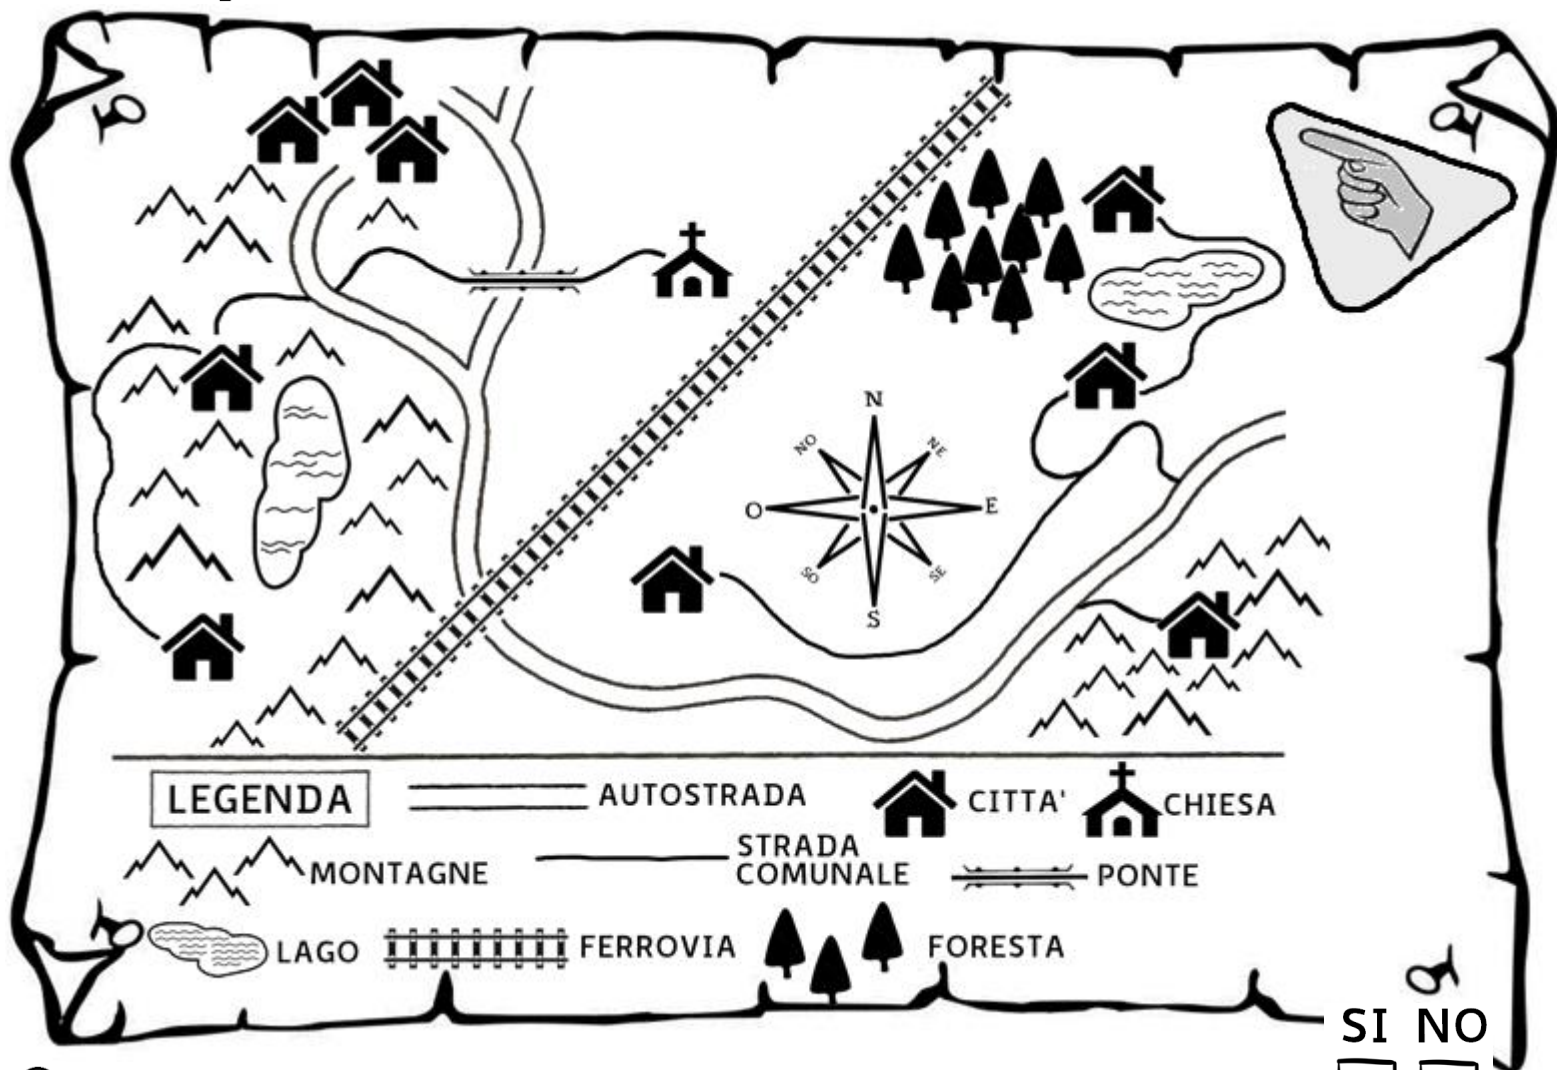 N
NO
NE
O
E
SO
SE
S
LEGENDA
AUTOSTRADA
CITTA'
CHIESA
MONTAGNE
STRADA
COMUNALE
PONTE
LAGO
FERROVIA
FORESTA
SI NO